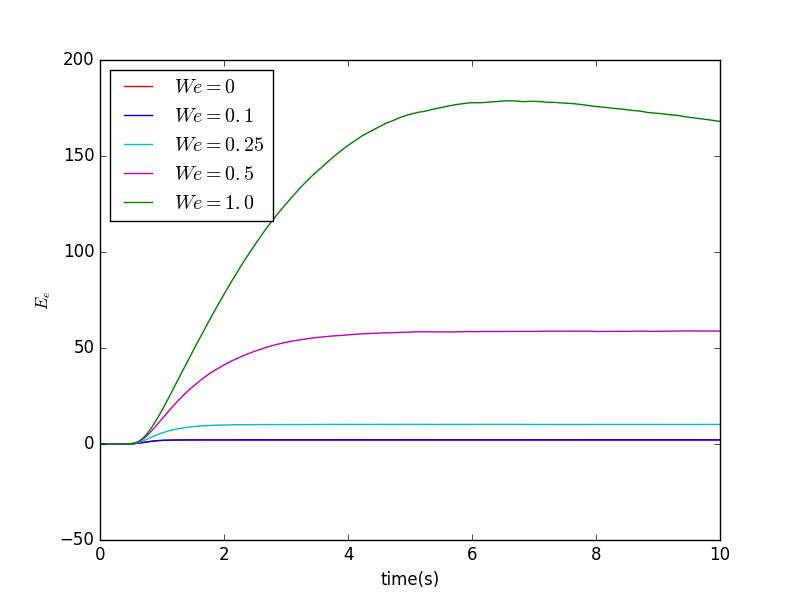 200
150
100
50
0
−50
We = 0
We = 0.1
We = 0.25
We = 0.5
We = 1.0
E_e
0 2 4 6 8 10
time(s)